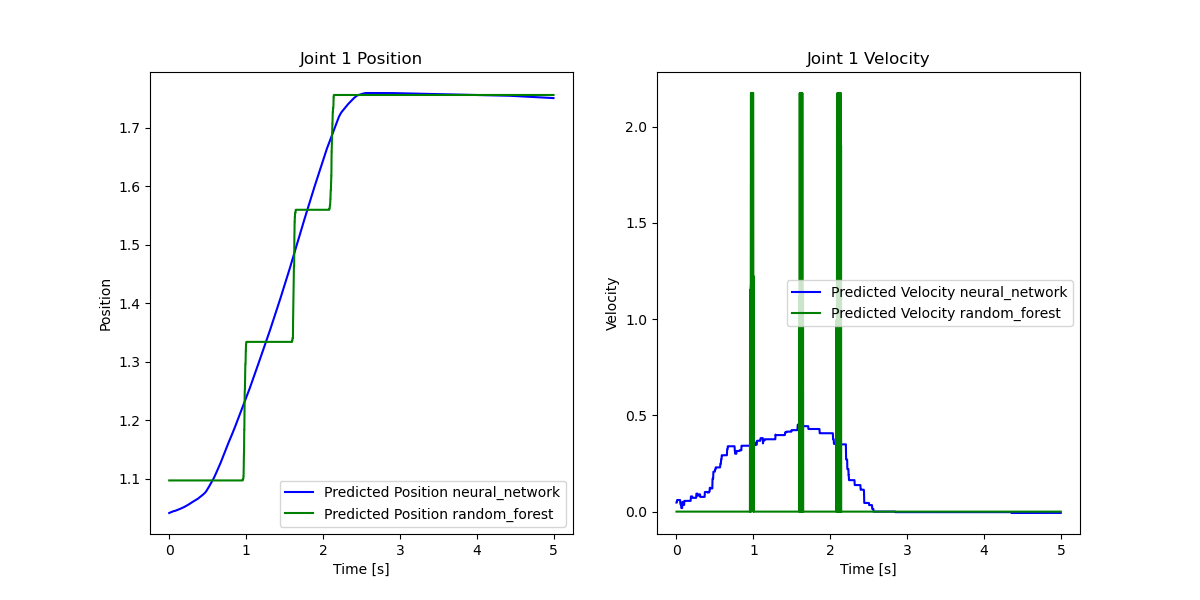 Joint 1 Position
Position
1.7
1.6
1.5
1.4
1.3
1.2
1.1
0 1 2 3 4 5
Time [s]
Predicted Position neural_network
Predicted Position random_forest
Joint 1 Velocity
Velocity
2.0
1.5
1.0
0.5
0.0
0 1 2 3 4 5
Time [s]
Predicted Velocity neural_network
Predicted Velocity random_forest